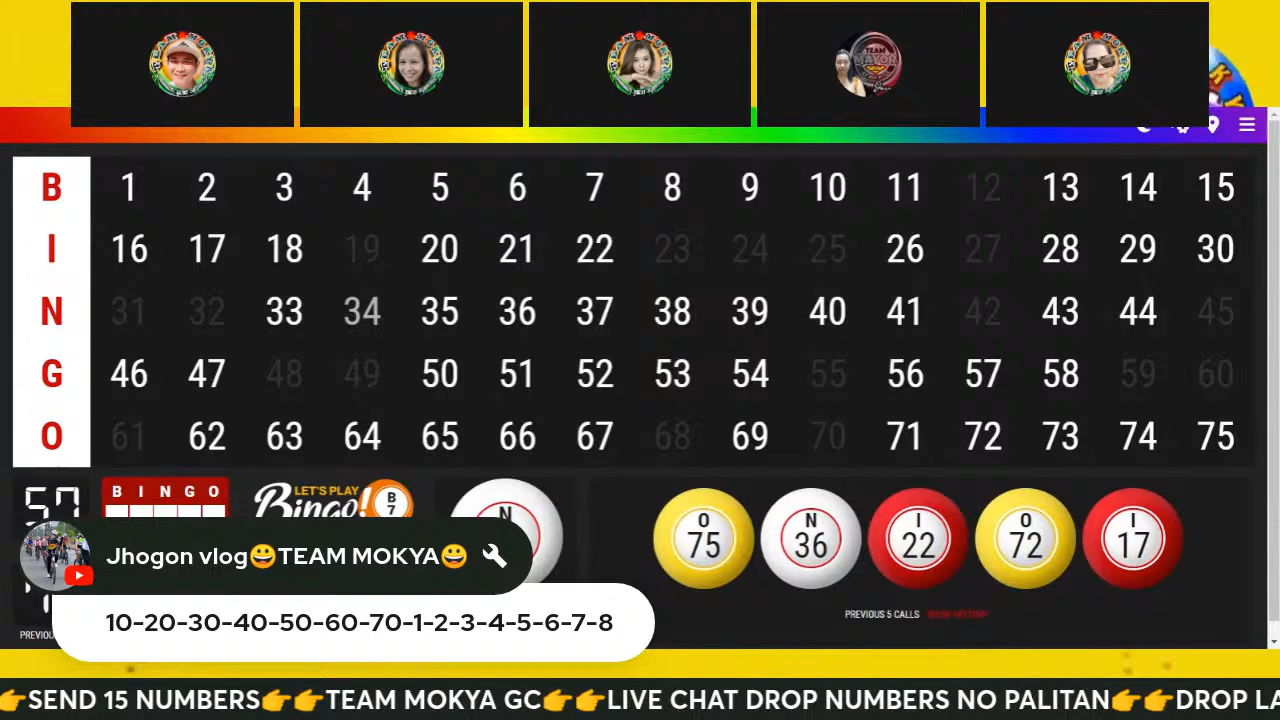 B 1 2 3 4 5 6 7 8 9 10 11 12 13 14 15
I 16 17 18 19 20 21 22 23 24 25 26 27 28 29 30
N 31 32 33 34 35 36 37 38 39 40 41 42 43 44 45
G 46 47 48 49 50 51 52 53 54 55 56 57 58 59 60
O 61 62 63 64 65 66 67 68 69 70 71 72 73 74 75
57
B I N G O
LET'S PLAY
Bingo!
B
7
N
O
75
N
36
I
22
O
72
I
17
PREVIOUS 5 CALLS
Jhogon vlog😀TEAM MOKYA😀
10-20-30-40-50-60-70-1-2-3-4-5-6-7-8
👉SEND 15 NUMBERS👉👉TEAM MOKYA GC👉👉LIVE CHAT DROP NUMBERS NO PALITAN👉👉DROP LA